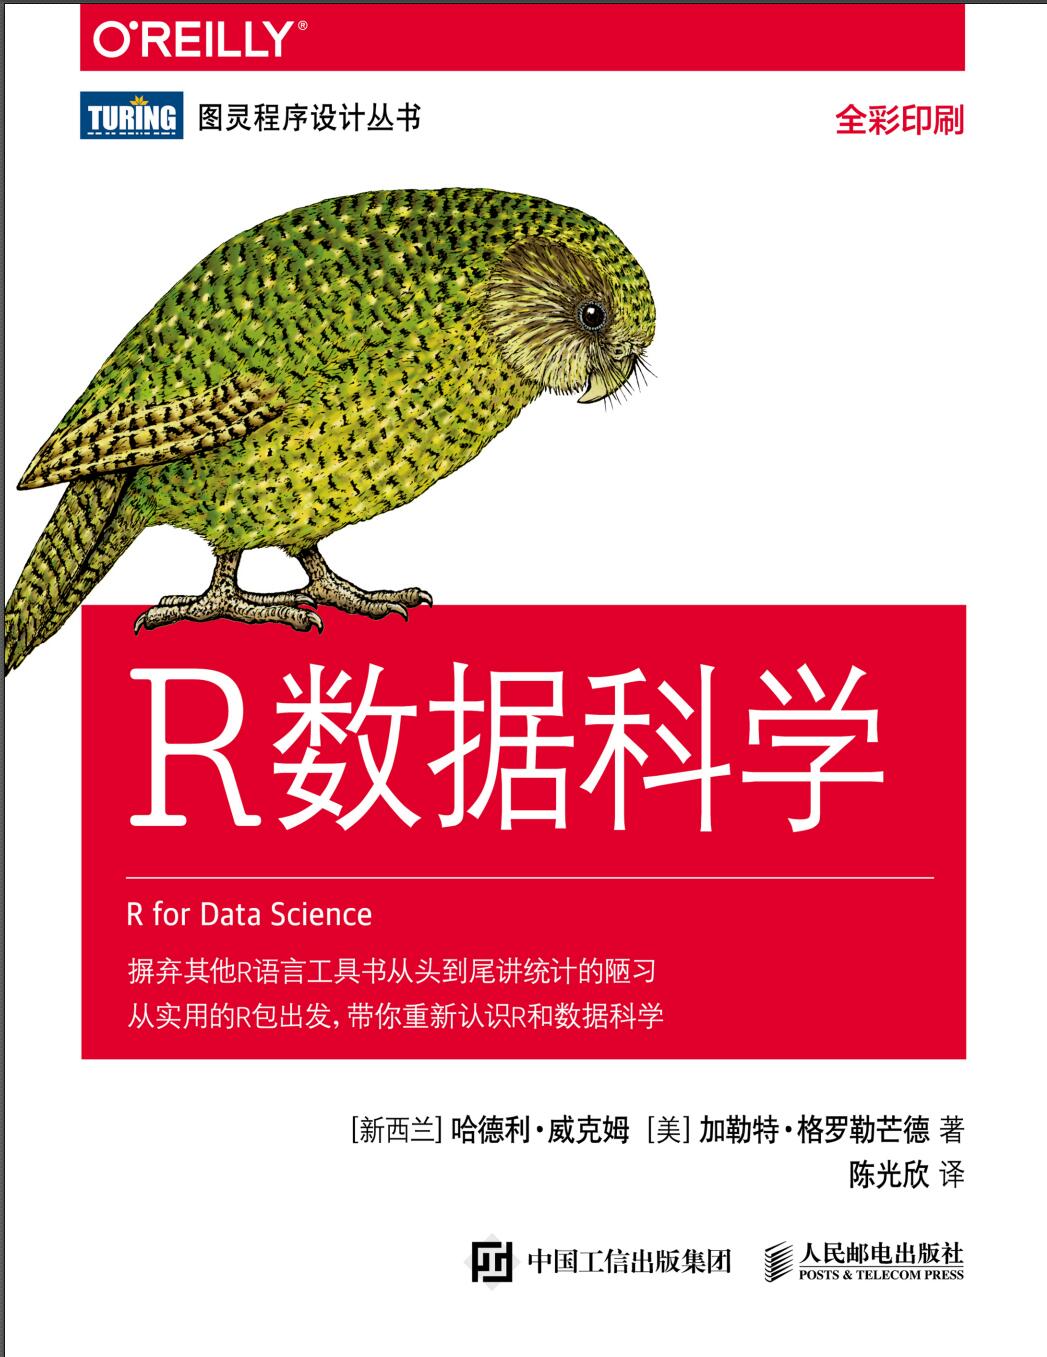 O'REILLY®
TURING 图灵程序设计丛书 全彩印刷
R数据科学
R for Data Science
摒弃其他R语言工具书从头到尾讲统计的陋习
从实用的R包出发，带你重新认识R和数据科学
[新西兰] 哈德利·威克姆 [美] 加勒特·格罗勒芒德 著
陈光欣 译
中国工信出版集团 人民邮电出版社
POSTS & TELECOM PRESS